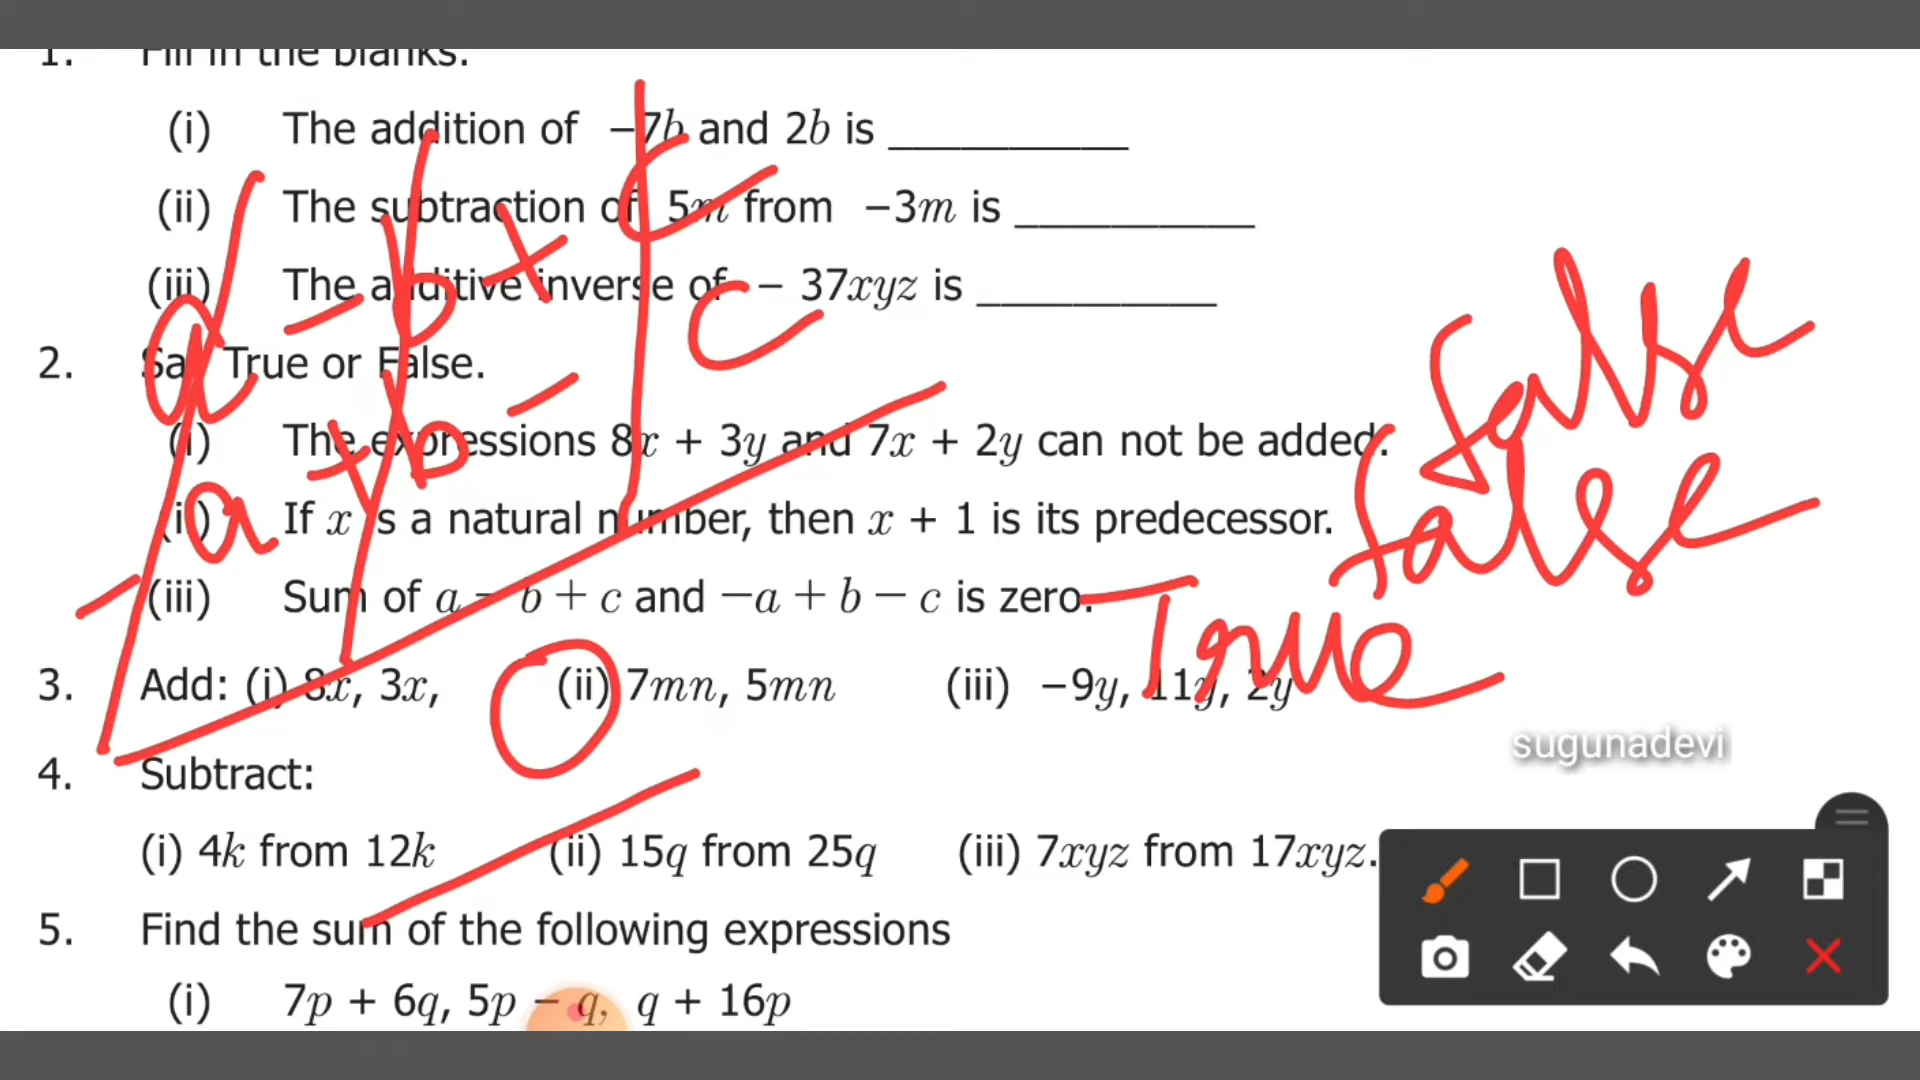 1. Fill in the blanks.
(i) The addition of −7b and 2b is __________
(ii) The subtraction of 5m from −3m is __________
(iii) The additive inverse of − 37xyz is __________
2. Say True or False.
(i) The expressions 8x + 3y and 7x + 2y can not be added. false
(ii) If x is a natural number, then x + 1 is its predecessor. false
(iii) Sum of a − b + c and −a + b − c is zero. True
a − b + c
− a + b − c
0
3. Add: (i) 8x, 3x, (ii) 7mn, 5mn (iii) −9y, 11y, 2y
sugunadevi
4. Subtract:
(i) 4k from 12k (ii) 15q from 25q (iii) 7xyz from 17xyz.
5. Find the sum of the following expressions
(i) 7p + 6q, 5p − q, q + 16p